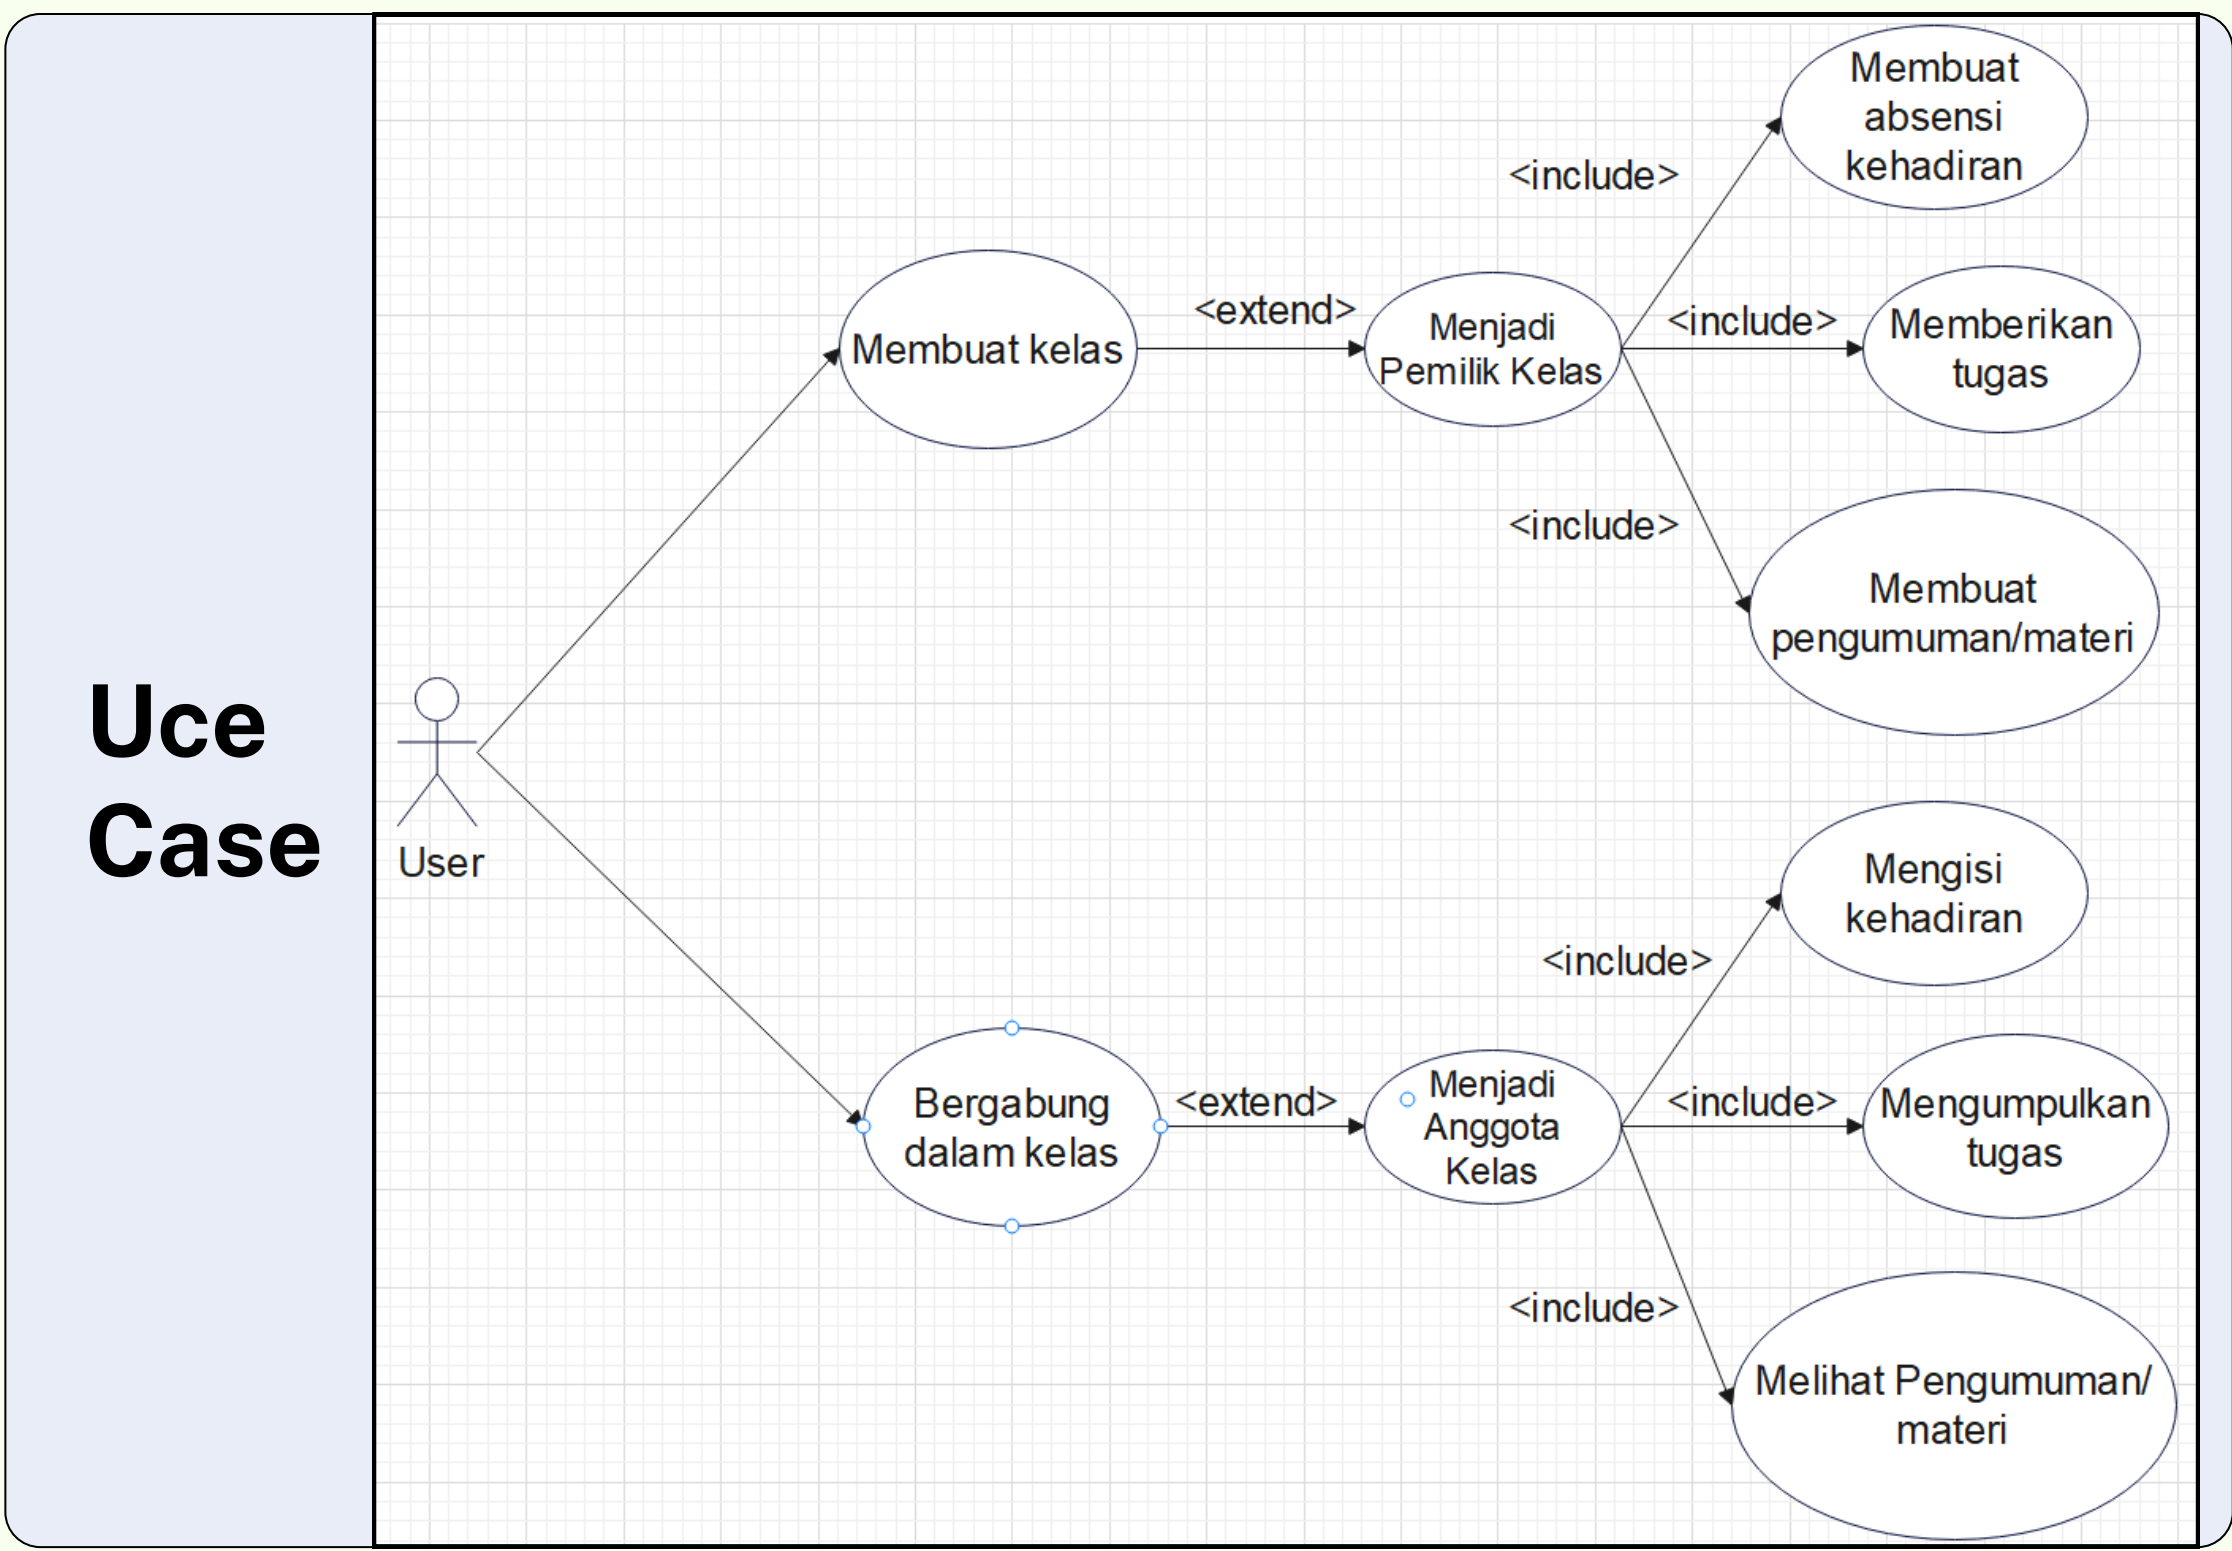 Uce
Case
User
Membuat kelas
<extend>
Menjadi
Pemilik Kelas
<include>
Membuat
absensi
kehadiran
<include>
Memberikan
tugas
<include>
Membuat
pengumuman/materi
Bergabung
dalam kelas
<extend>
Menjadi
Anggota
Kelas
<include>
Mengisi
kehadiran
<include>
Mengumpulkan
tugas
<include>
Melihat Pengumuman/
materi